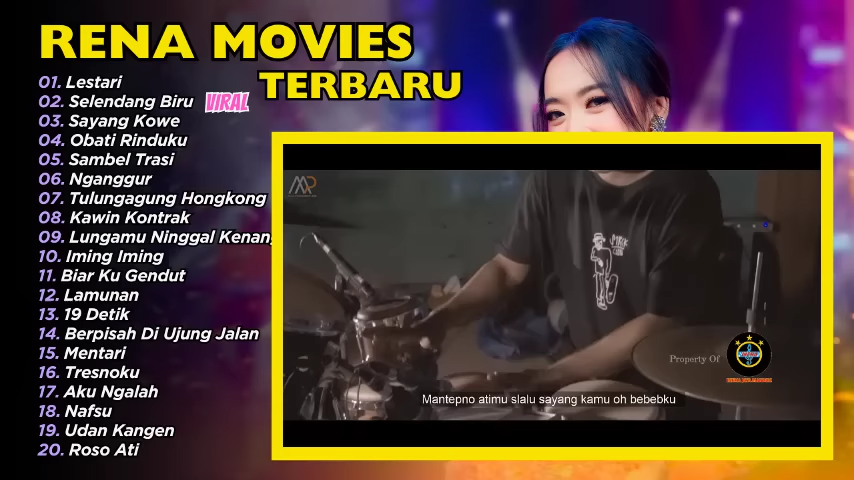 RENA MOVIES
TERBARU
01. Lestari
02. Selendang Biru VIRAL
03. Sayang Kowe
04. Obati Rinduku
05. Sambel Trasi
06. Nganggur
07. Tulungagung Hongkong
08. Kawin Kontrak
09. Lungamu Ninggal Kenan
10. Iming Iming
11. Biar Ku Gendut
12. Lamunan
13. 19 Detik
14. Berpisah Di Ujung Jalan
15. Mentari
16. Tresnoku
17. Aku Ngalah
18. Nafsu
19. Udan Kangen
20. Roso Ati
Property Of
Mantepno atimu slalu sayang kamu oh bebebku